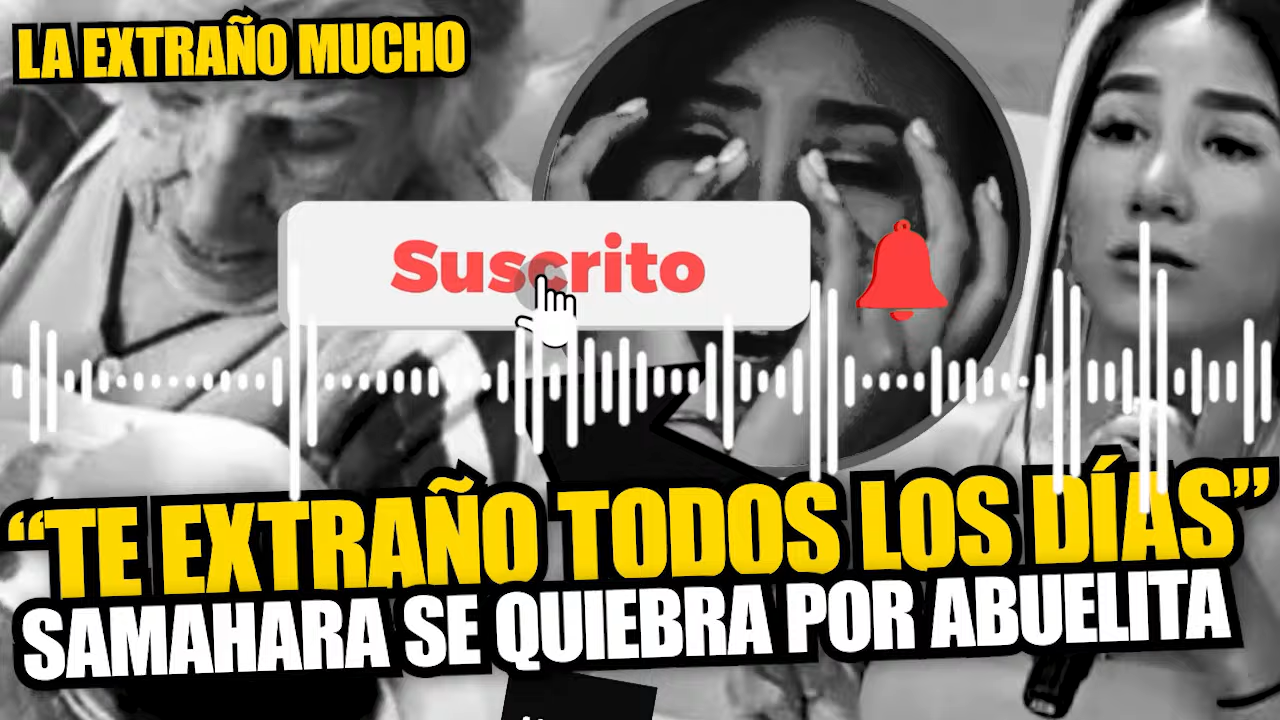 LA EXTRAÑO MUCHO
Suscrito
“TE EXTRAÑO TODOS LOS DÍAS”
SAMAHARA SE QUIEBRA POR ABUELITA